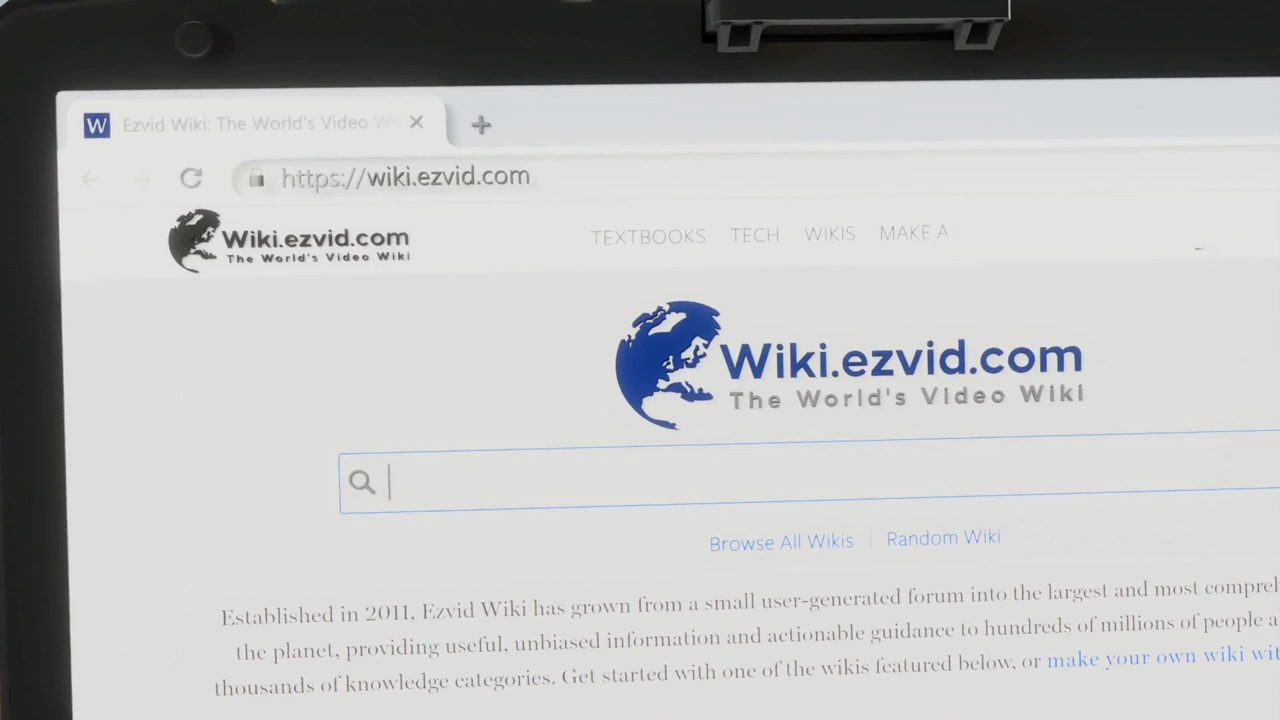 W Ezvid Wiki: The World's Video Wi
https://wiki.ezvid.com
Wiki.ezvid.com
The World's Video Wiki
TEXTBOOKS TECH WIKIS MAKE A
Wiki.ezvid.com
The World's Video Wiki
Browse All Wikis | Random Wiki
Established in 2011, Ezvid Wiki has grown from a small user-generated forum into the largest and most
the planet, providing useful, unbiased information and actionable guidance to hundreds of millions of people
thousands of knowledge categories. Get started with one of the wikis featured below, or make your own wiki